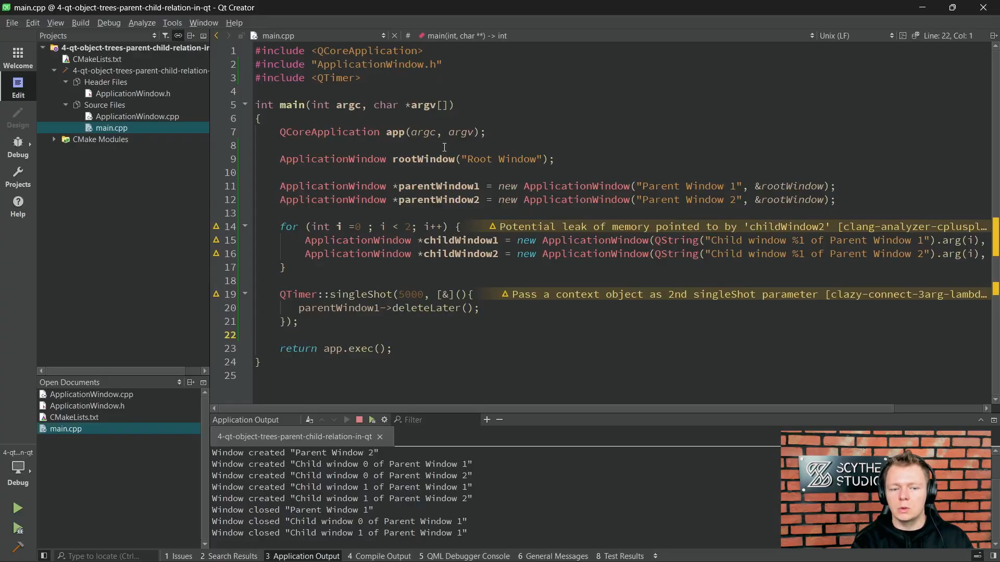 main.cpp @ 4-qt-object-trees-parent-child-relation-in-qt - Qt Creator
File Edit View Build Debug Analyze Tools Window Help
Projects
main.cpp
# main(int, char **) -> int
Unix (LF)
Line: 22, Col: 1
Welcome
Edit
Design
Debug
Projects
Help
4-qt-object-trees-parent-child-relation-ir
CMakeLists.txt
4-qt-object-trees-parent-child-relation-
Header Files
ApplicationWindow.h
Source Files
ApplicationWindow.cpp
main.cpp
CMake Modules
1 #include <QCoreApplication>
2 #include "ApplicationWindow.h"
3 #include <QTimer>
4
5 int main(int argc, char *argv[])
6 {
7 QCoreApplication app(argc, argv);
8
9 ApplicationWindow rootWindow("Root Window");
10
11 ApplicationWindow *parentWindow1 = new ApplicationWindow("Parent Window 1", &rootWindow);
12 ApplicationWindow *parentWindow2 = new ApplicationWindow("Parent Window 2", &rootWindow);
13
14 for (int i =0 ; i < 2; i++) { Potential leak of memory pointed to by 'childWindow2' [clang-analyzer-cpluspl…
15 ApplicationWindow *childWindow1 = new ApplicationWindow(QString("Child window %1 of Parent Window 1").arg(i),
16 ApplicationWindow *childWindow2 = new ApplicationWindow(QString("Child window %1 of Parent Window 2").arg(i),
17 }
18
19 QTimer::singleShot(5000, [&](){ Pass a context object as 2nd singleShot parameter [clazy-connect-3arg-lambd…
20 parentWindow1->deleteLater();
21 });
22
23 return app.exec();
24 }
25
Open Documents
ApplicationWindow.cpp
ApplicationWindow.h
CMakeLists.txt
main.cpp
4-qt...n-qt
Debug
Application Output
Filter
4-qt-object-trees-parent-child-relation-in-qt
Window created "Parent Window 2"
Window created "Child window 0 of Parent Window 1"
Window created "Child window 0 of Parent Window 2"
Window created "Child window 1 of Parent Window 1"
Window created "Child window 1 of Parent Window 2"
Window closed "Parent Window 1"
Window closed "Child window 0 of Parent Window 1"
Window closed "Child window 1 of Parent Window 1"
SCYTHE
STUDIO
Type to locate (Ctrl...
1 Issues 2 Search Results 3 Application Output 4 Compile Output 5 QML Debugger Console 6 General Messages 8 Test Results